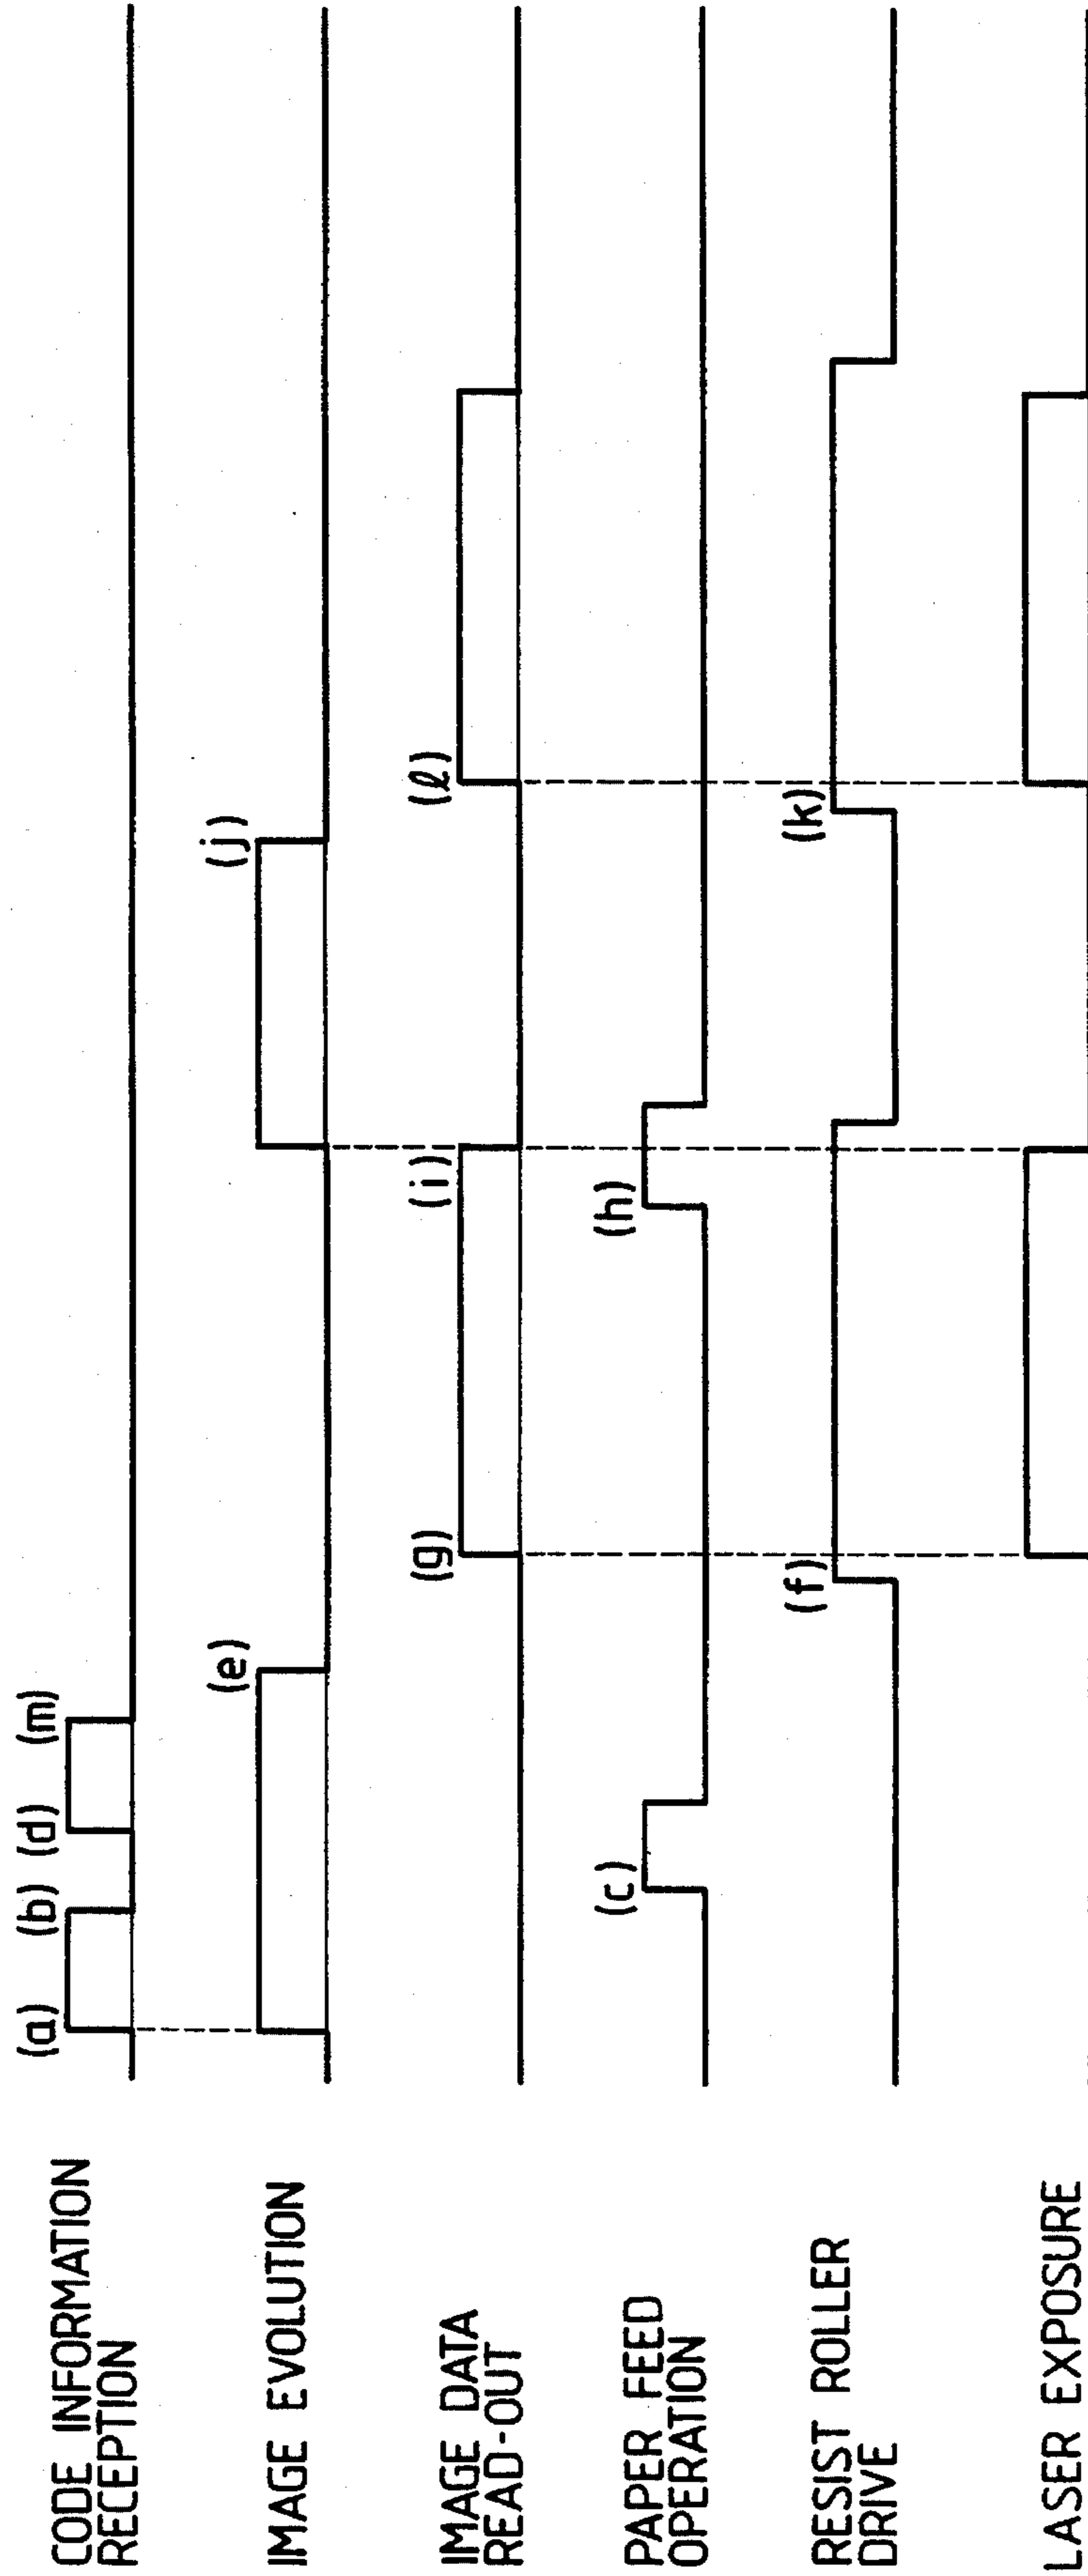 CODE INFORMATION
RECEPTION
(a) (b) (d) (m)
IMAGE EVOLUTION
(e) (j)
IMAGE DATA
READ-OUT
(g) (i) (ℓ)
PAPER FEED
OPERATION
(c) (h)
RESIST ROLLER
DRIVE
(f) (k)
LASER EXPOSURE